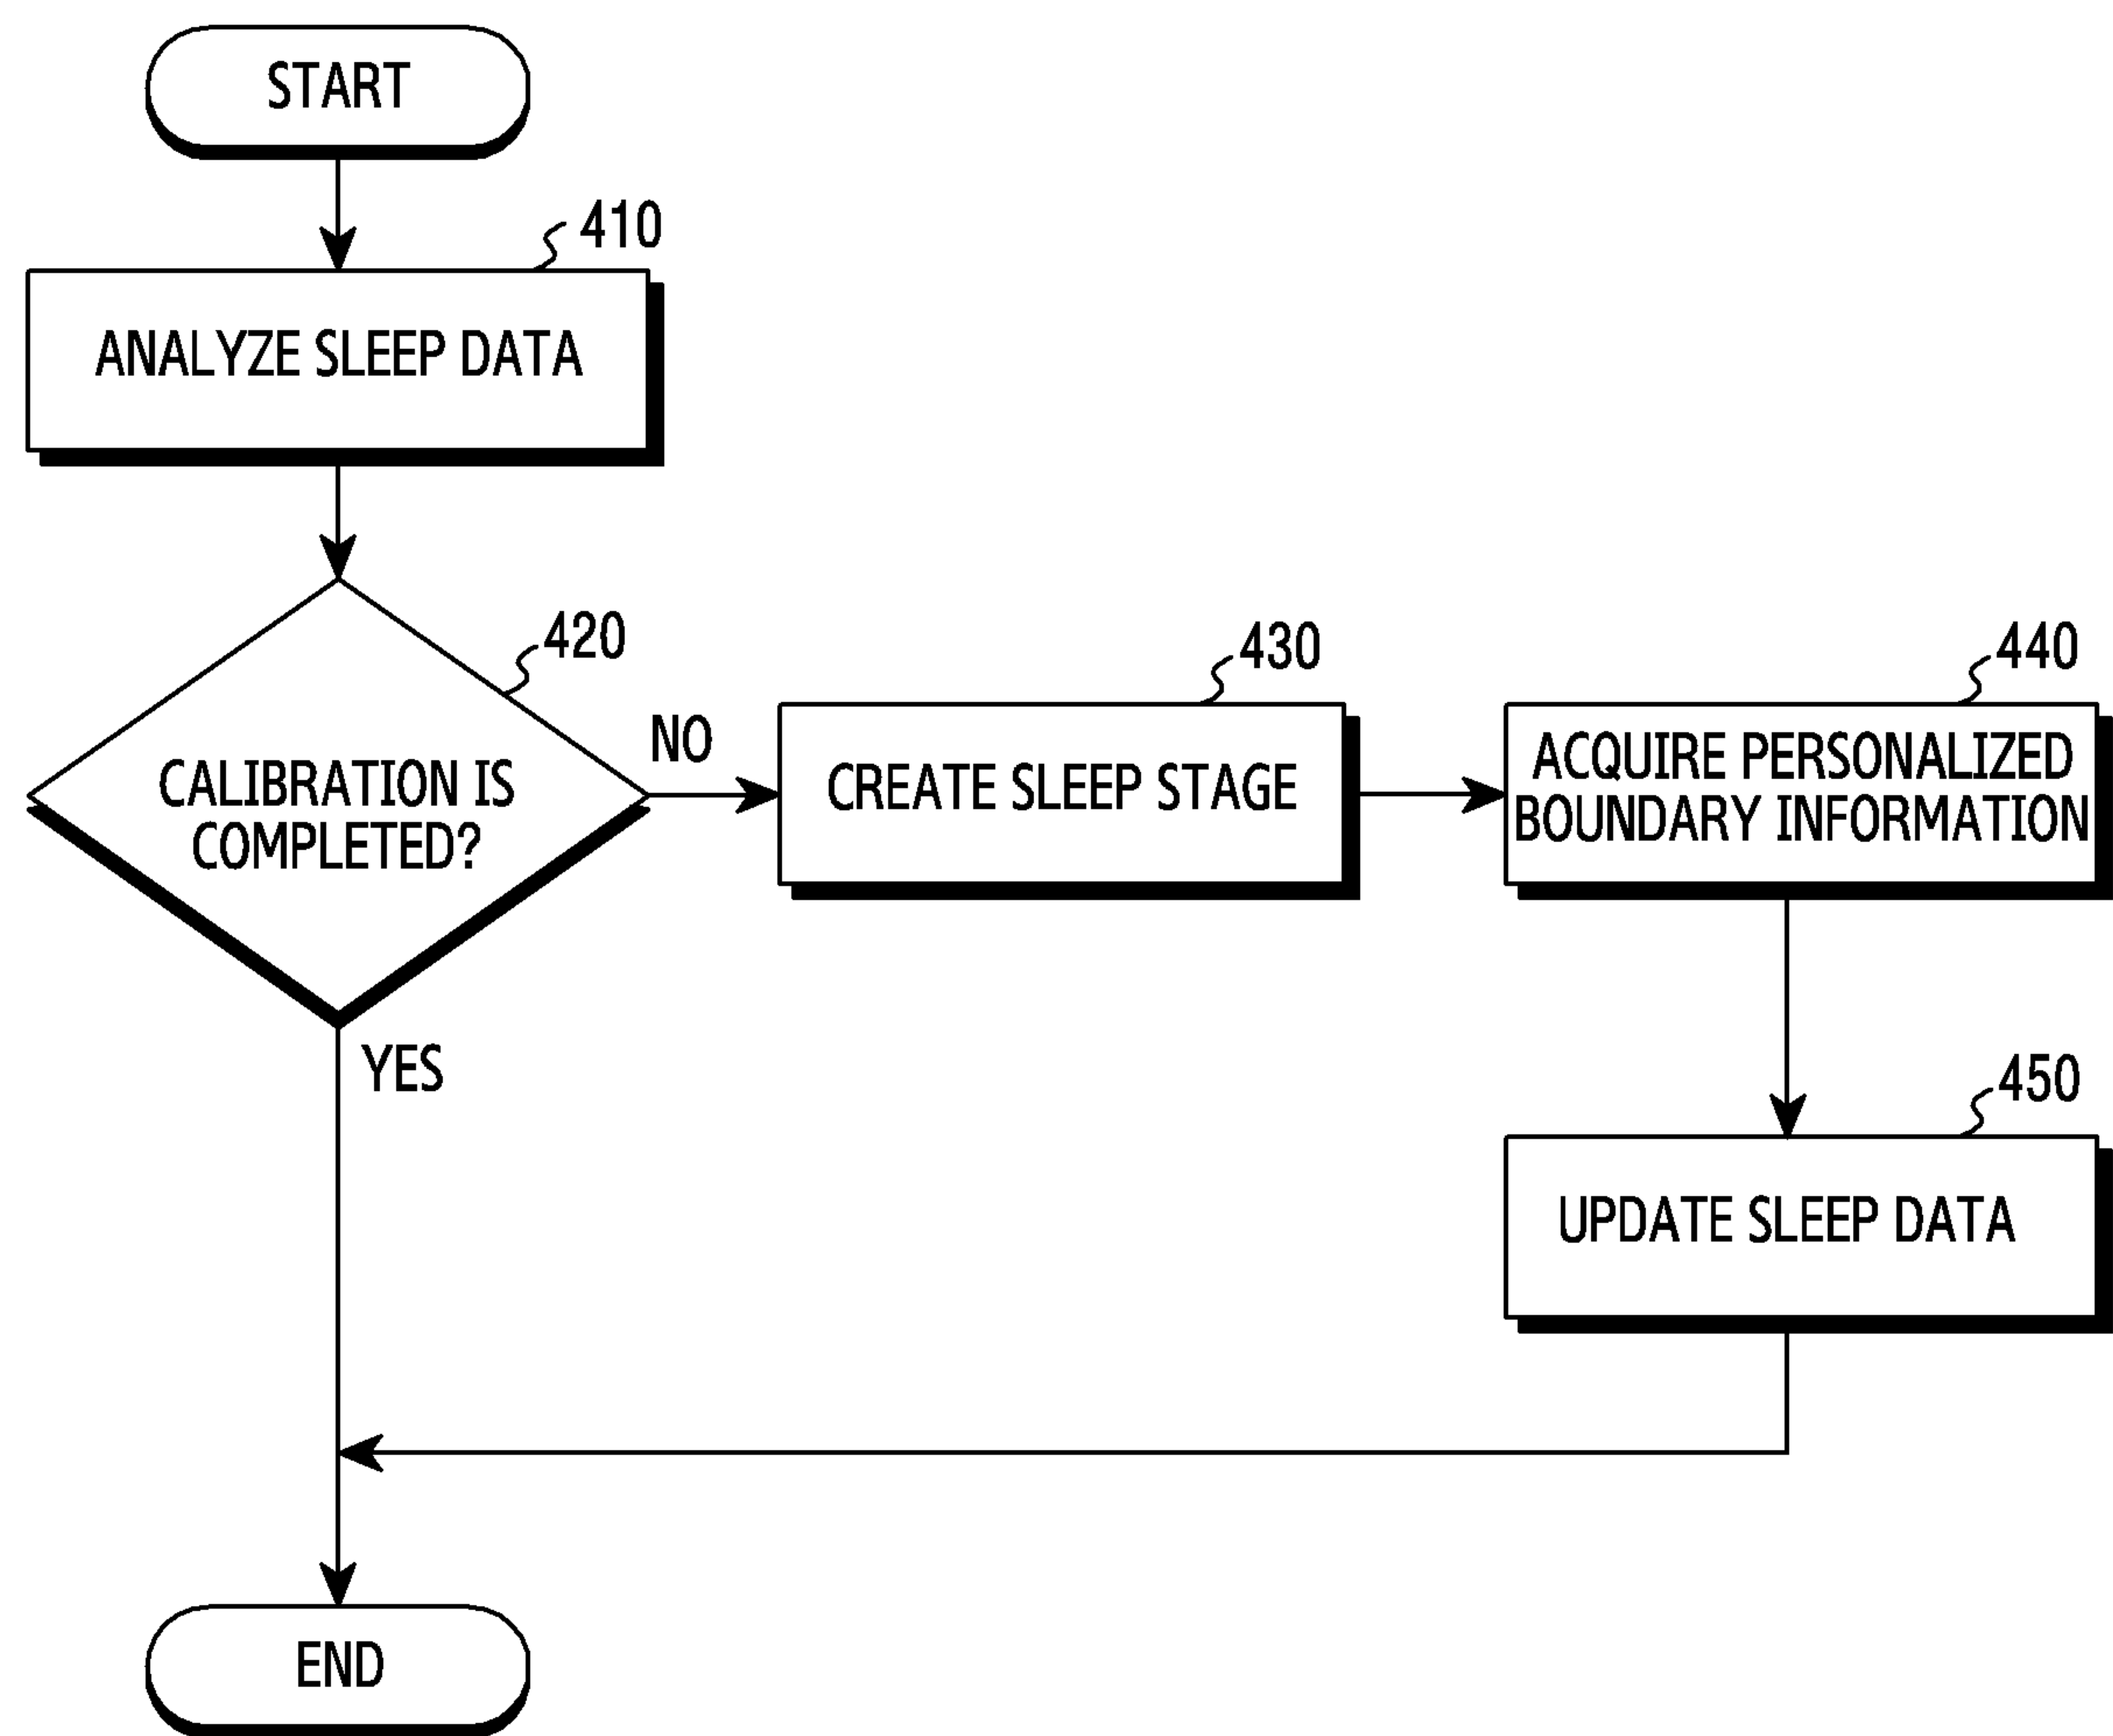 START
410
ANALYZE SLEEP DATA
420
CALIBRATION IS
COMPLETED?
NO
YES
430
CREATE SLEEP STAGE
440
ACQUIRE PERSONALIZED
BOUNDARY INFORMATION
450
UPDATE SLEEP DATA
END